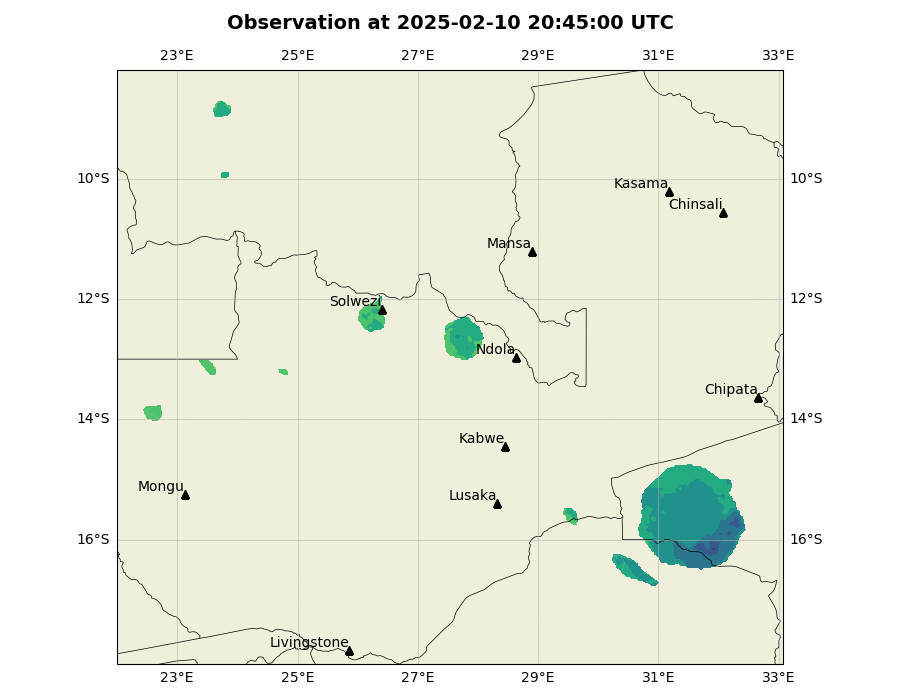 Observation at 2025-02-10 20:45:00 UTC
23°E 25°E 27°E 29°E 31°E 33°E
10°S 10°S
Kasama
Chinsali
Mansa
12°S 12°S
Solwezi
Ndola
Chipata
14°S 14°S
Kabwe
Mongu
Lusaka
16°S 16°S
Livingstone
23°E 25°E 27°E 29°E 31°E 33°E